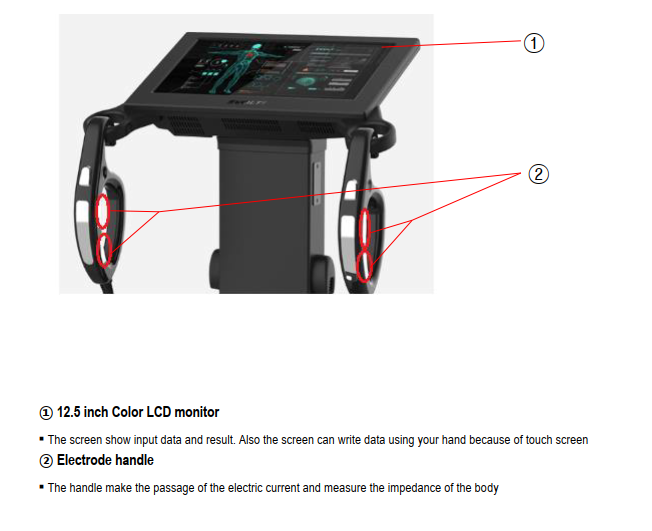 ①
②
① 12.5 inch Color LCD monitor
▪ The screen show input data and result. Also the screen can write data using your hand because of touch screen
② Electrode handle
▪ The handle make the passage of the electric current and measure the impedance of the body